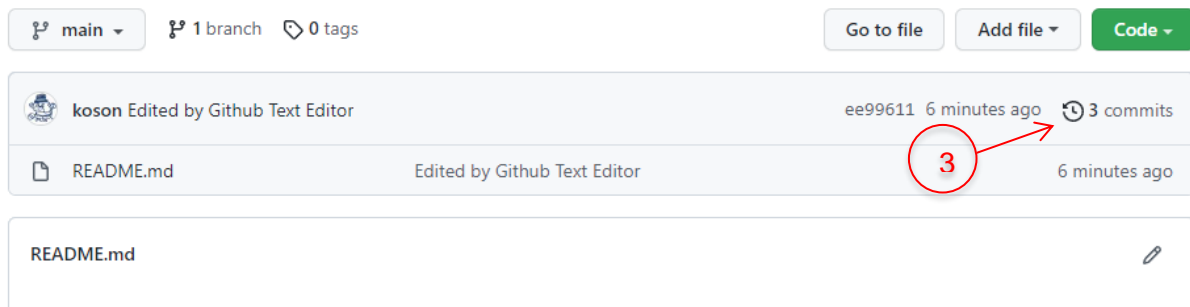 main 1 branch 0 tags Go to file Add file Code
koson Edited by Github Text Editor ee99611 6 minutes ago 3 commits
3
README.md Edited by Github Text Editor 6 minutes ago
README.md